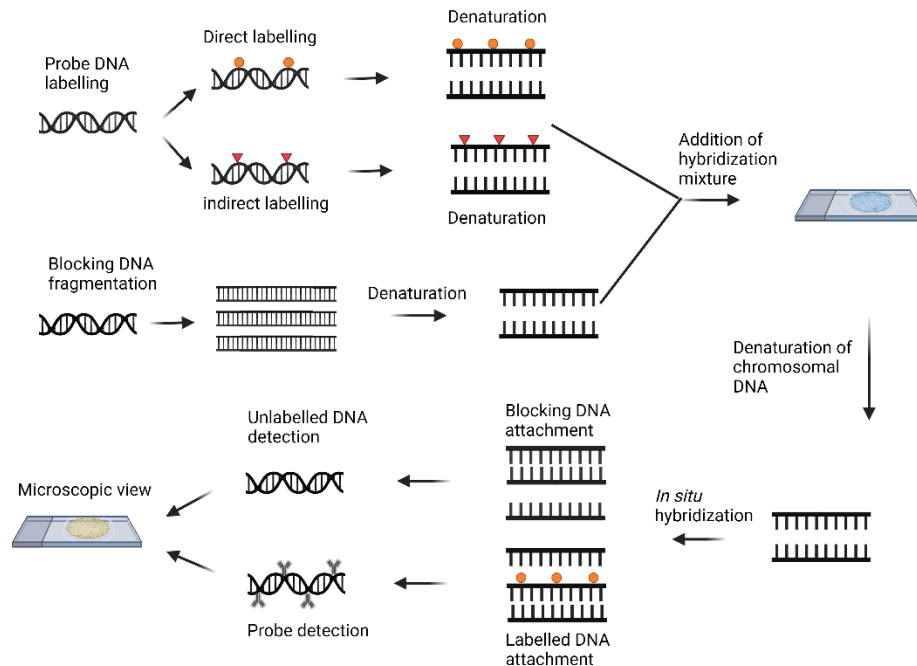 Probe DNA
labelling
Direct labelling
Denaturation
indirect labelling
Denaturation
Addition of
hybridization
mixture
Blocking DNA
fragmentation
Denaturation
Denaturation of
chromosomal
DNA
In situ
hybridization
Blocking DNA
attachment
Labelled DNA
attachment
Unlabelled DNA
detection
Probe detection
Microscopic view